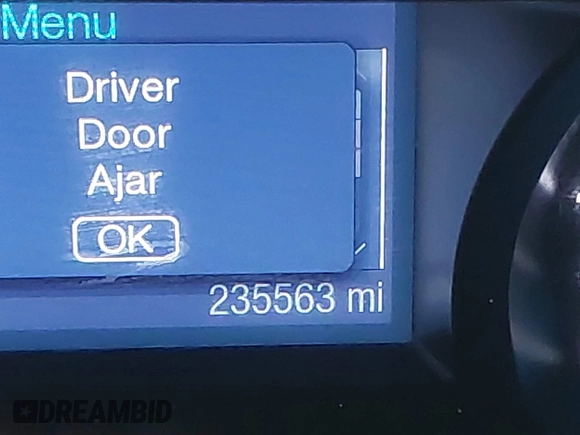 Menu
Driver
Door
Ajar
OK
235563 mi
DREAMBID